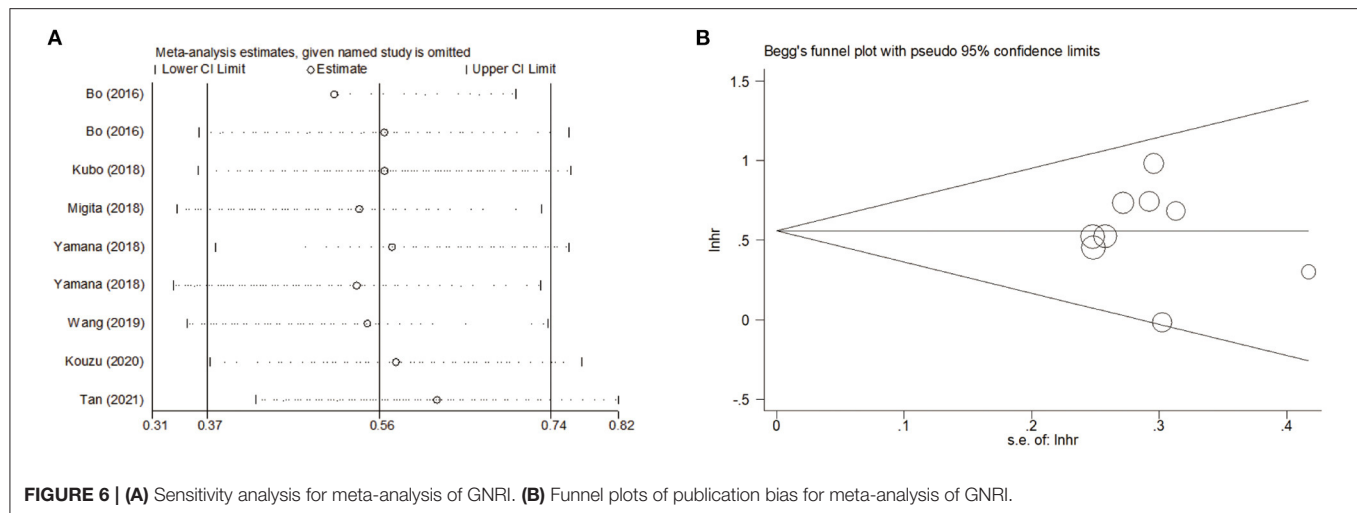 A
Meta-analysis estimates, given named study is omitted
Lower CI Limit Estimate Upper CI Limit
Bo (2016)
Bo (2016)
Kubo (2018)
Migita (2018)
Yamana (2018)
Yamana (2018)
Wang (2019)
Kouzu (2020)
Tan (2021)
0.31 0.37 0.56 0.74 0.82
B
Begg's funnel plot with pseudo 95% confidence limits
lnhr
1.5
1
.5
0
-.5
0 .1 .2 .3 .4
s.e. of: lnhr
FIGURE 6 | (A) Sensitivity analysis for meta-analysis of GNRI. (B) Funnel plots of publication bias for meta-analysis of GNRI.